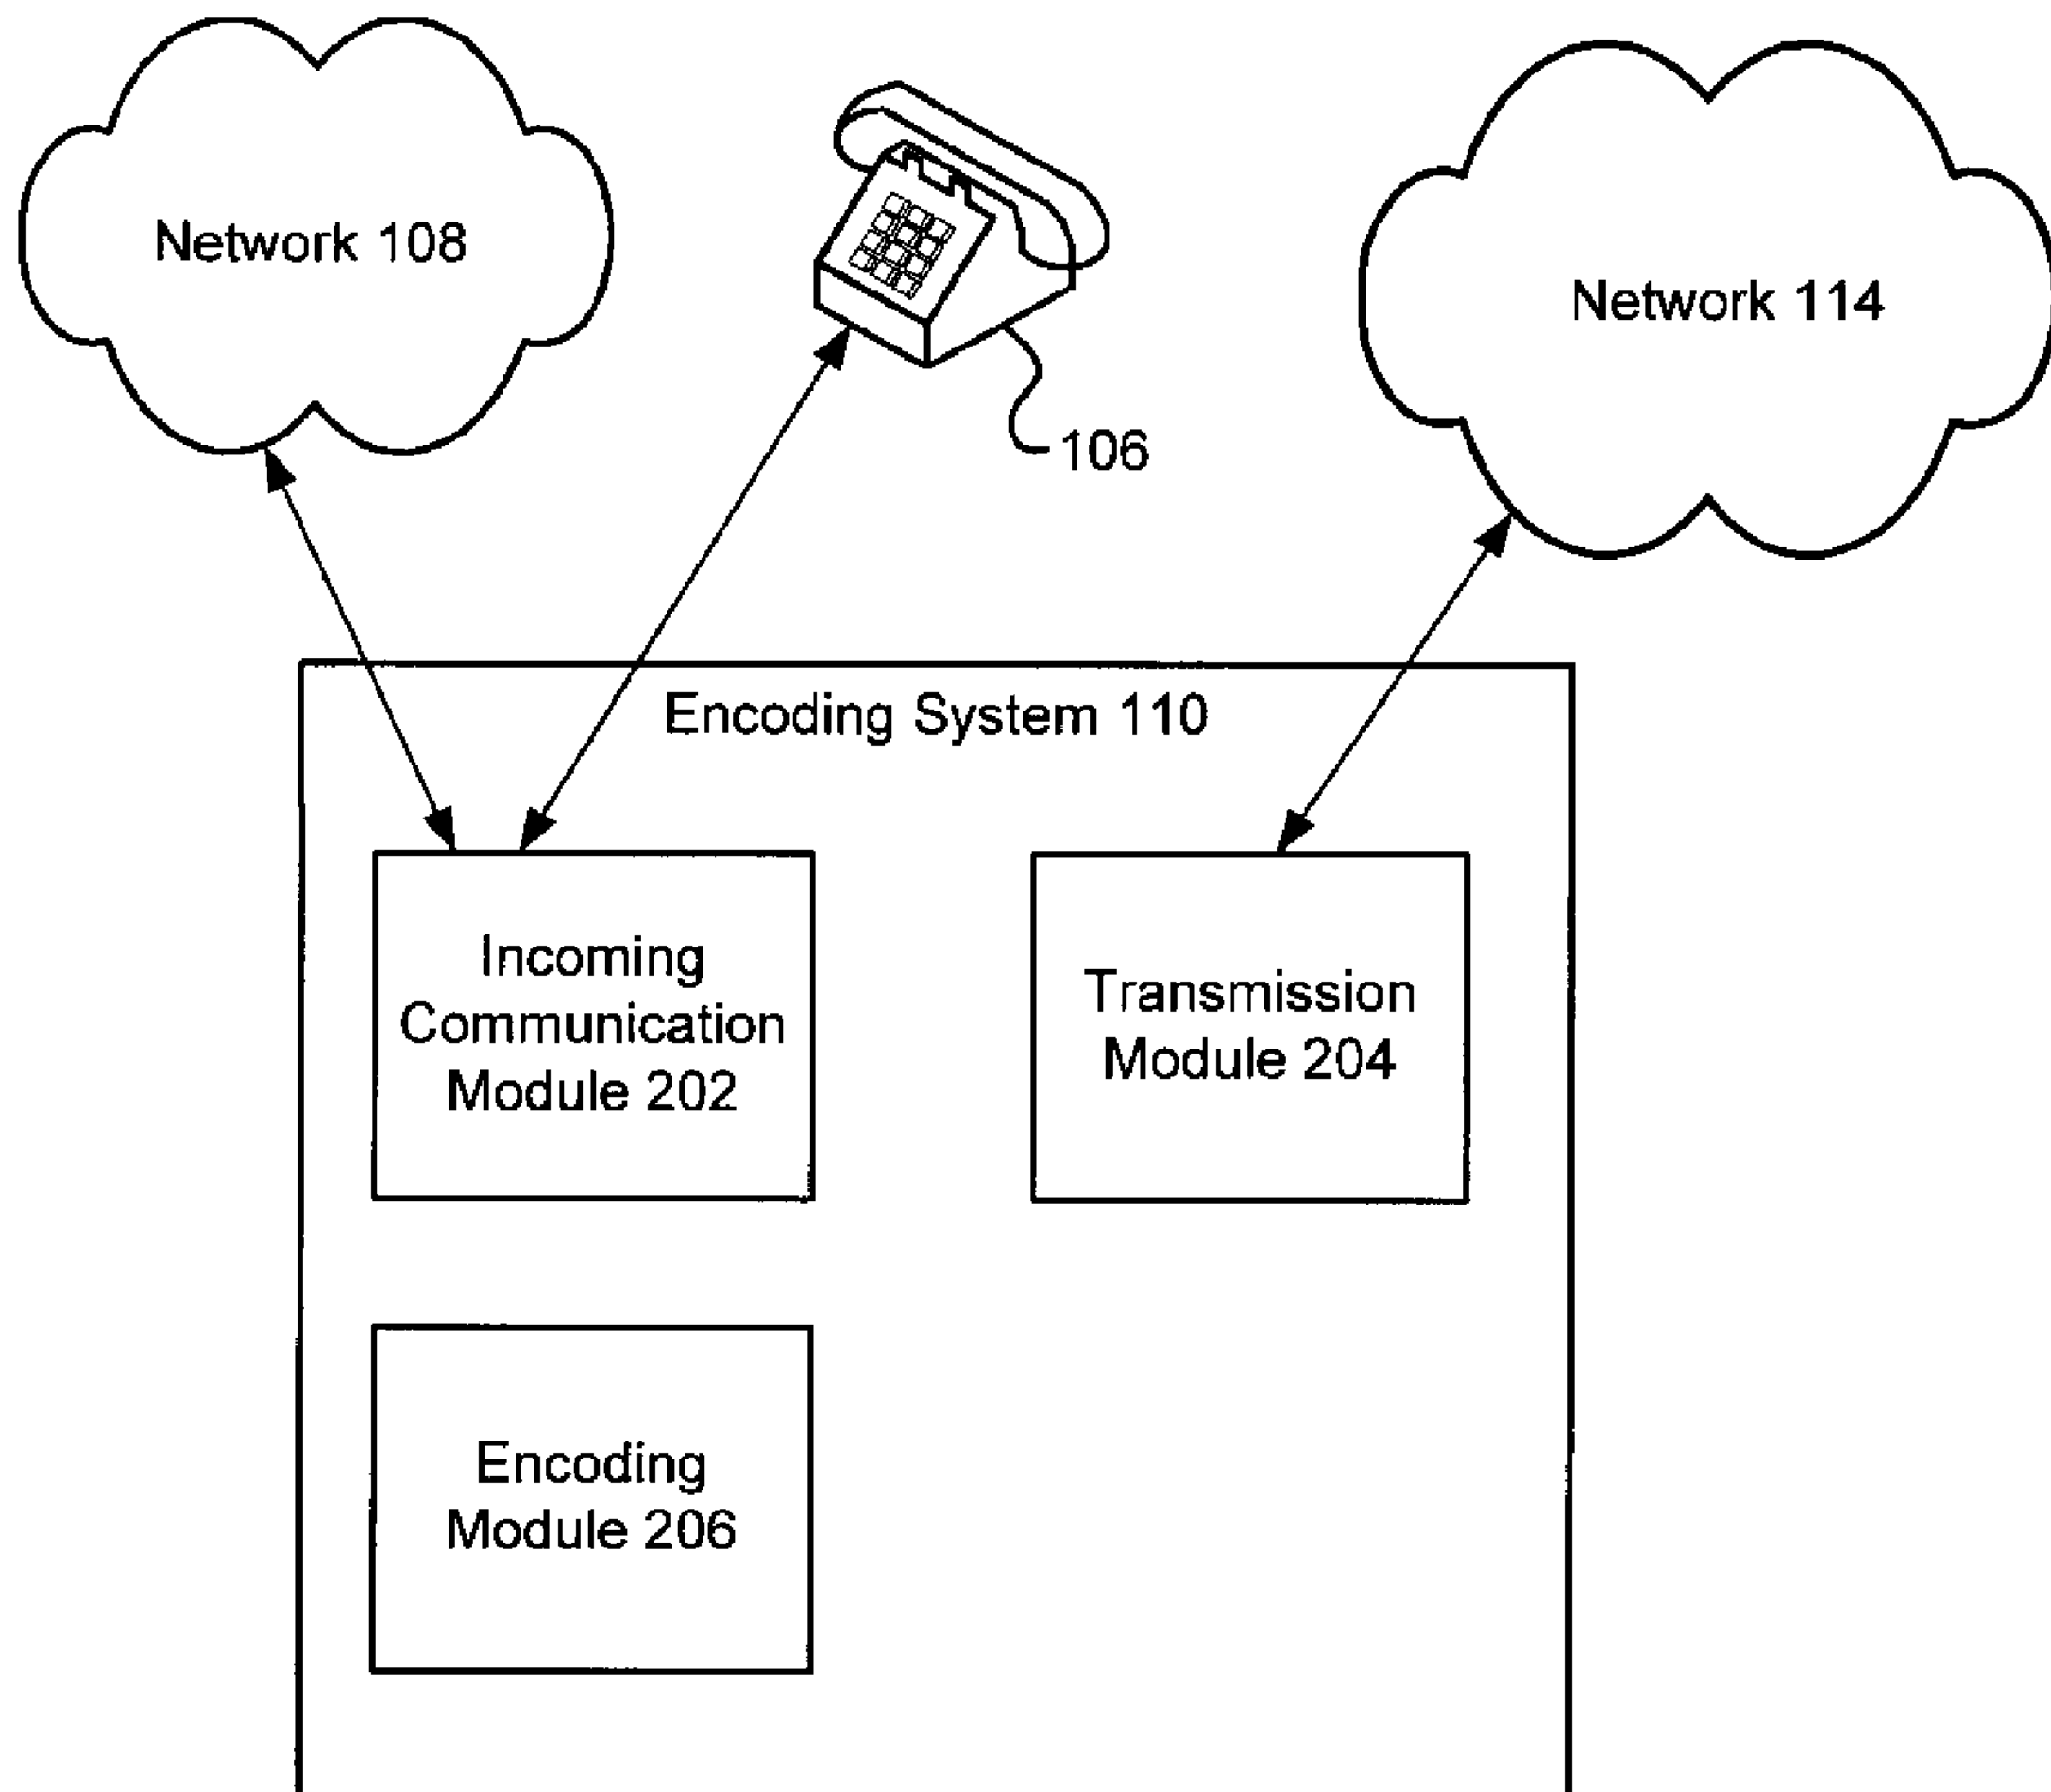 Network 108
Network 114
106
Encoding System 110
Incoming
Communication
Module 202
Transmission
Module 204
Encoding
Module 206